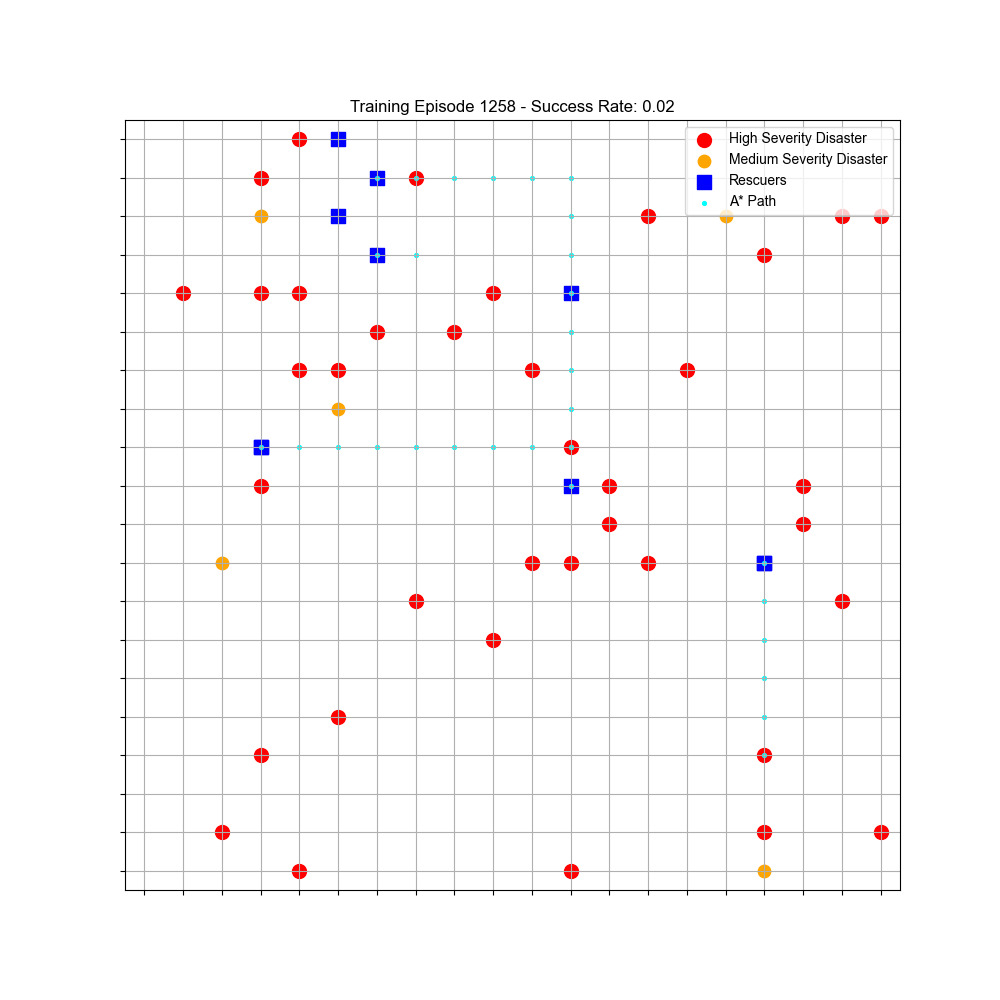 Training Episode 1258 - Success Rate: 0.02
High Severity Disaster
Medium Severity Disaster
Rescuers
A* Path